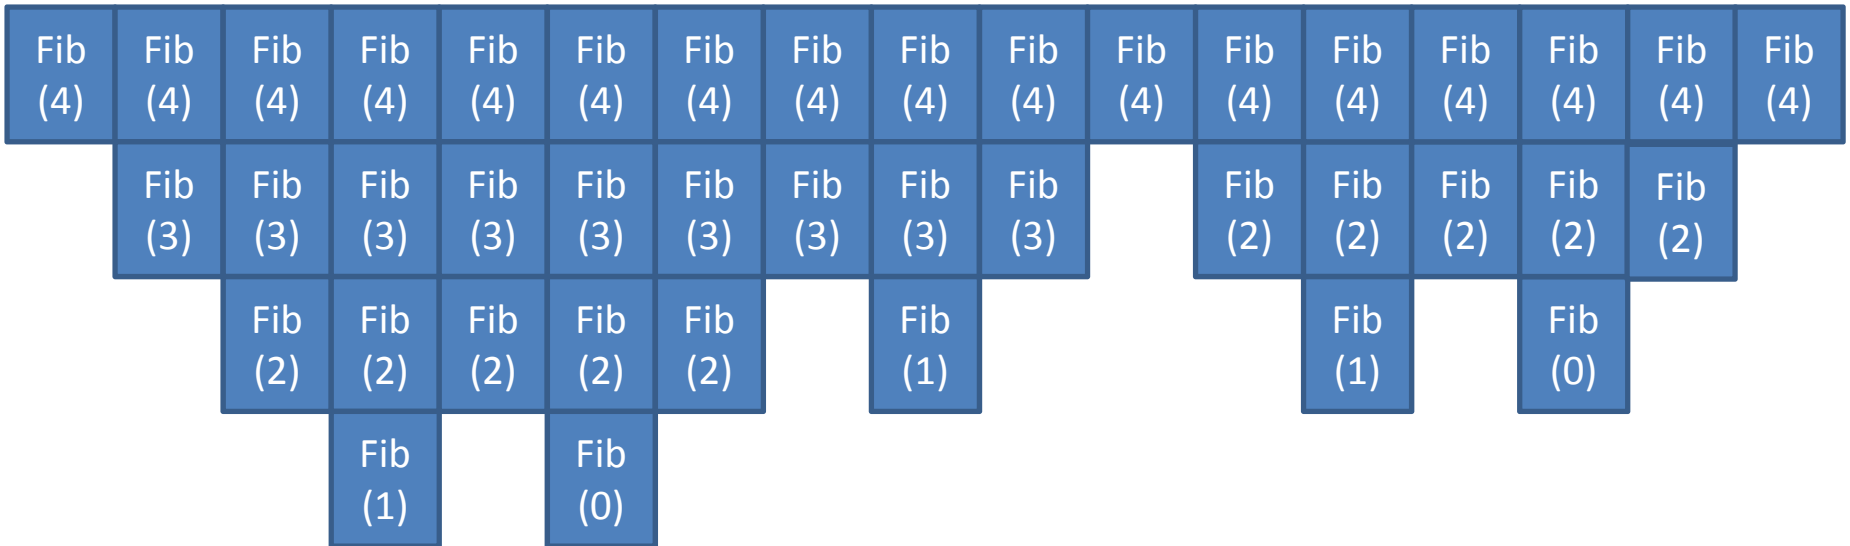 Fib Fib Fib Fib Fib Fib Fib Fib Fib Fib Fib Fib Fib Fib Fib Fib Fib
(4) (4) (4) (4) (4) (4) (4) (4) (4) (4) (4) (4) (4) (4) (4) (4) (4)
Fib Fib Fib Fib Fib Fib Fib Fib Fib Fib Fib Fib Fib Fib
(3) (3) (3) (3) (3) (3) (3) (3) (3) (2) (2) (2) (2) (2)
Fib Fib Fib Fib Fib Fib Fib Fib
(2) (2) (2) (2) (2) (1) (1) (0)
Fib Fib
(1) (0)